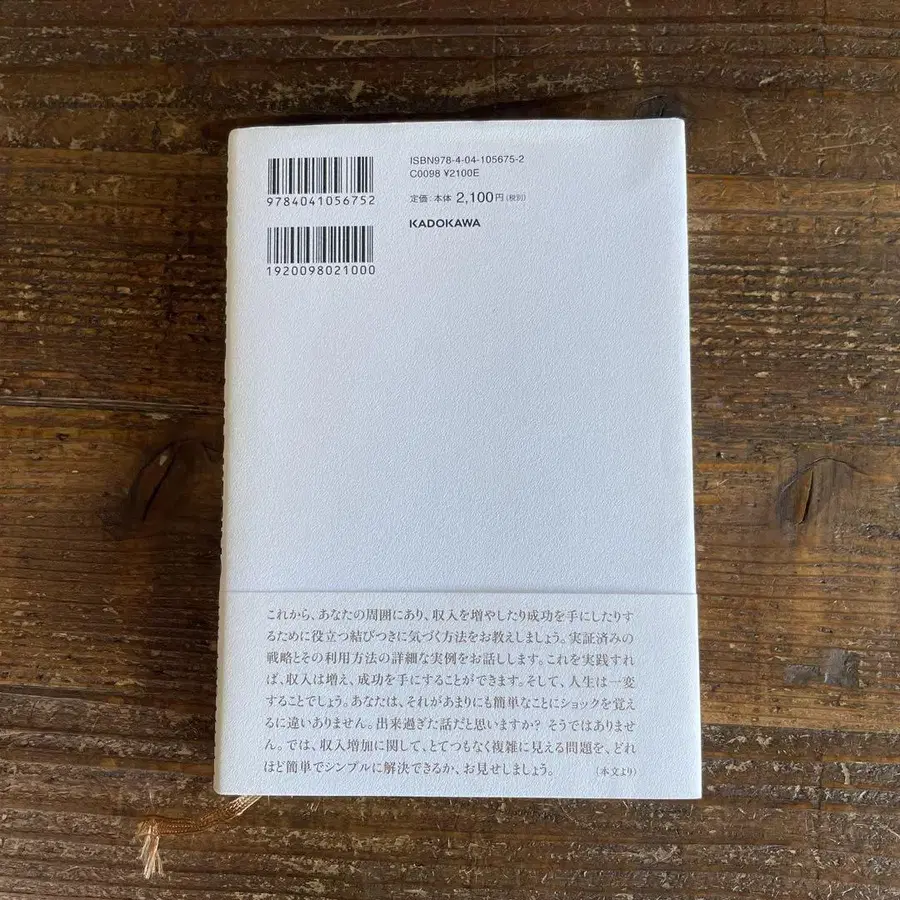 ISBN978-4-04-105675-2
C0098 ¥2100E
定価:本体 2,100円(税別)
KADOKAWA
9784041056752
1920098021000
これから、あなたの周囲にあり、収入を増やしたり成功を手にしたりす
るために役立つ結びつきに気づく方法をお教えしましょう。実証済みの
戦略とその利用方法の詳細な実例をお話しします。これを実践すれ
ば、収入は増え、成功を手にすることができます。そして、人生は一変
することでしょう。あなたは、それがあまりにも簡単なことにショックを覚え
るに違いありません。出来過ぎた話だと思いますか? そうではありませ
ん。では、収入増加に関して、とてつもなく複雑に見える問題を、どれ
ほど簡単でシンプルに解決できるか、お見せしましょう。 (本文より)